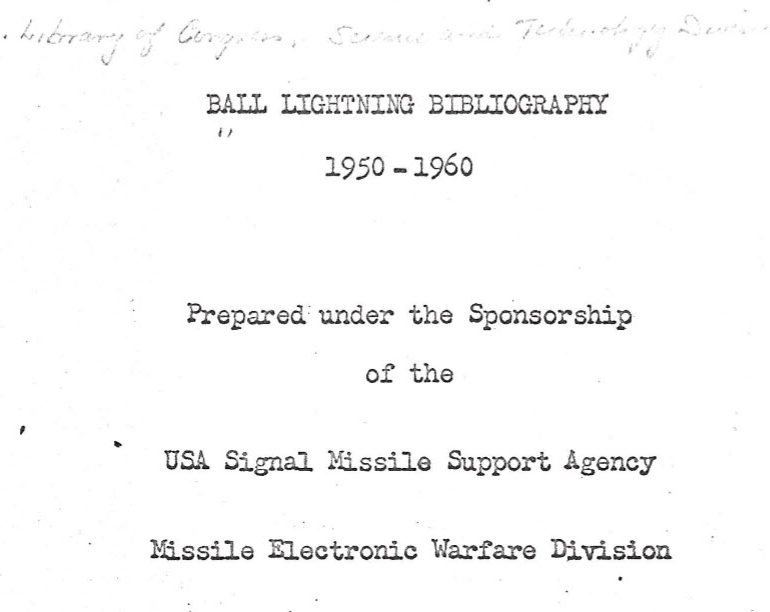 Library of Congress, Science and Technology
BALL LIGHTNING BIBLIOGRAPHY
1950 - 1960
Prepared under the Sponsorship
of the
USA Signal Missile Support Agency
Missile Electronic Warfare Division